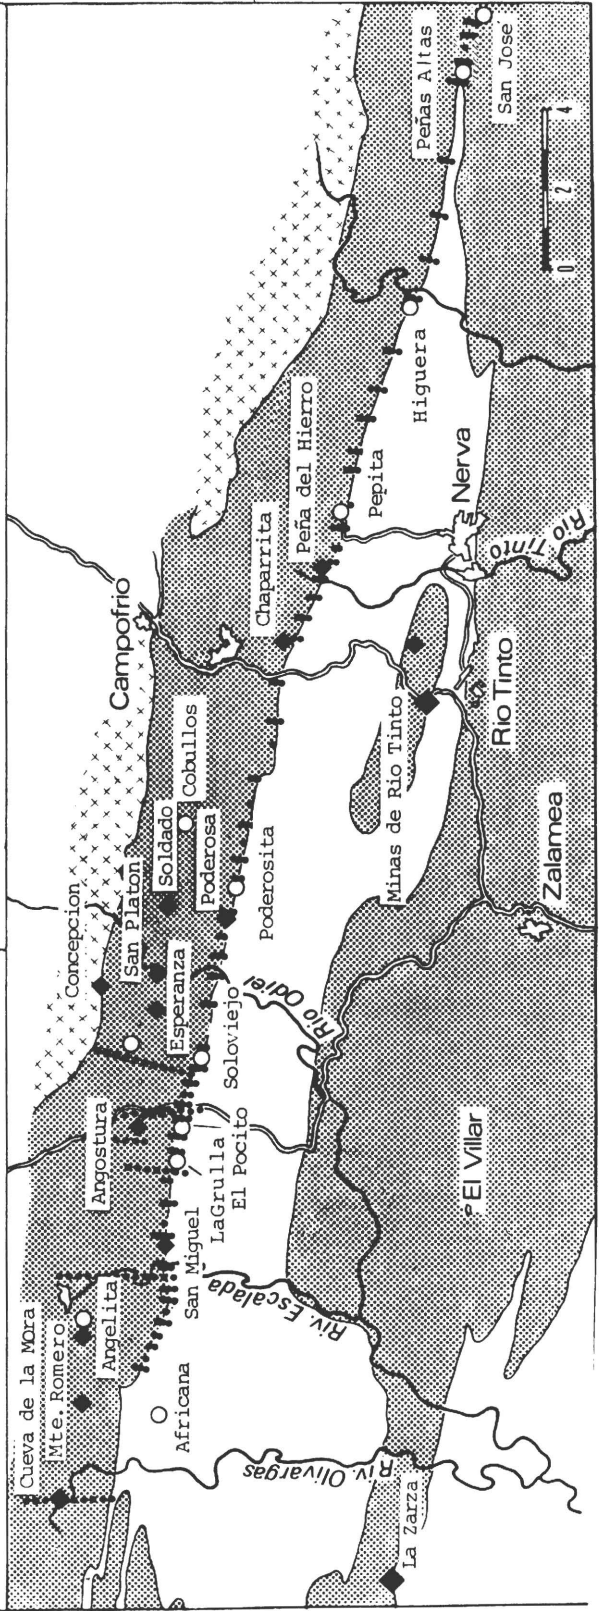 Cueva de la Mora
Mte. Romero
Angelita
Africana
Riv. Olivargas
La Zarza
Riv. Escalada
San Miguel
LaGrulla
El Pocito
Angostura
Soloviejo
Esperanza
San Platon
Concepcion
Rio Odiel
El Villar
Poderosa
Soldado
Cobullos
Poderosita
Campofrio
Chaparrita
Peña del Hierro
Pepita
Higuera
Minas de Rio Tinto
Rio Tinto
Zalamea
Nerva
Rio Tinto
Peñas Altas
San Jose
0 2 4